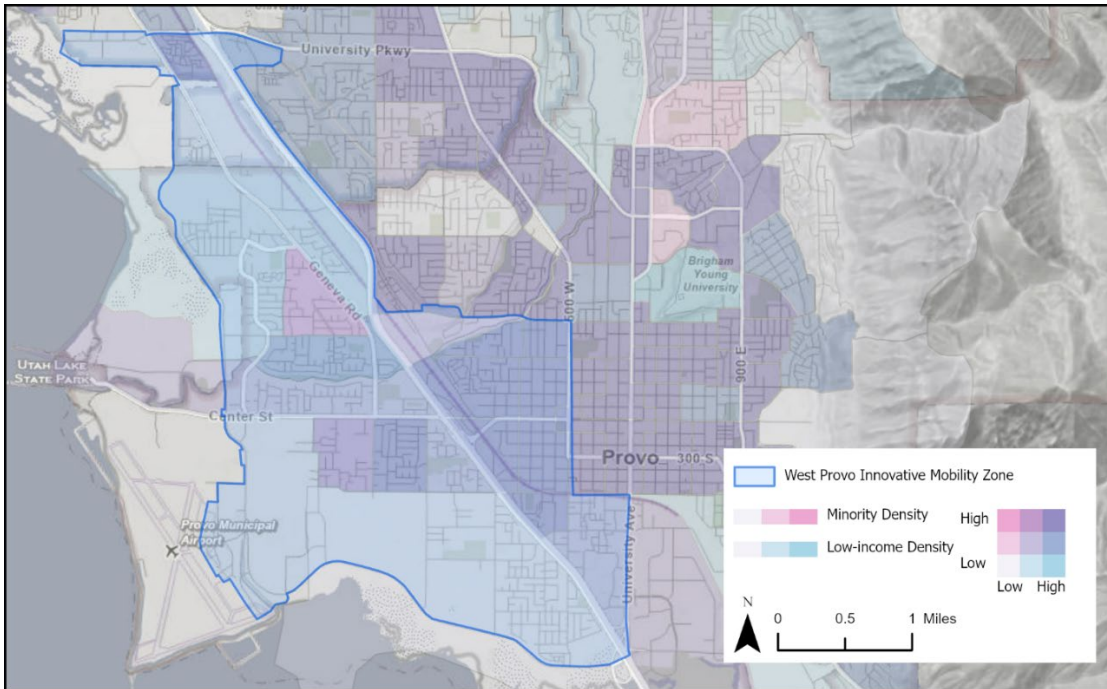 University
University Pkwy
Geneva Rd
600 W
Brigham
Young
University
900 E
UTAH LAKE
STATE PARK
Center St
Provo
300 S
Provo Municipal
Airport
University Ave
West Provo Innovative Mobility Zone
Minority Density
Low-income Density
High
Low
Low High
N
0 0.5 1 Miles